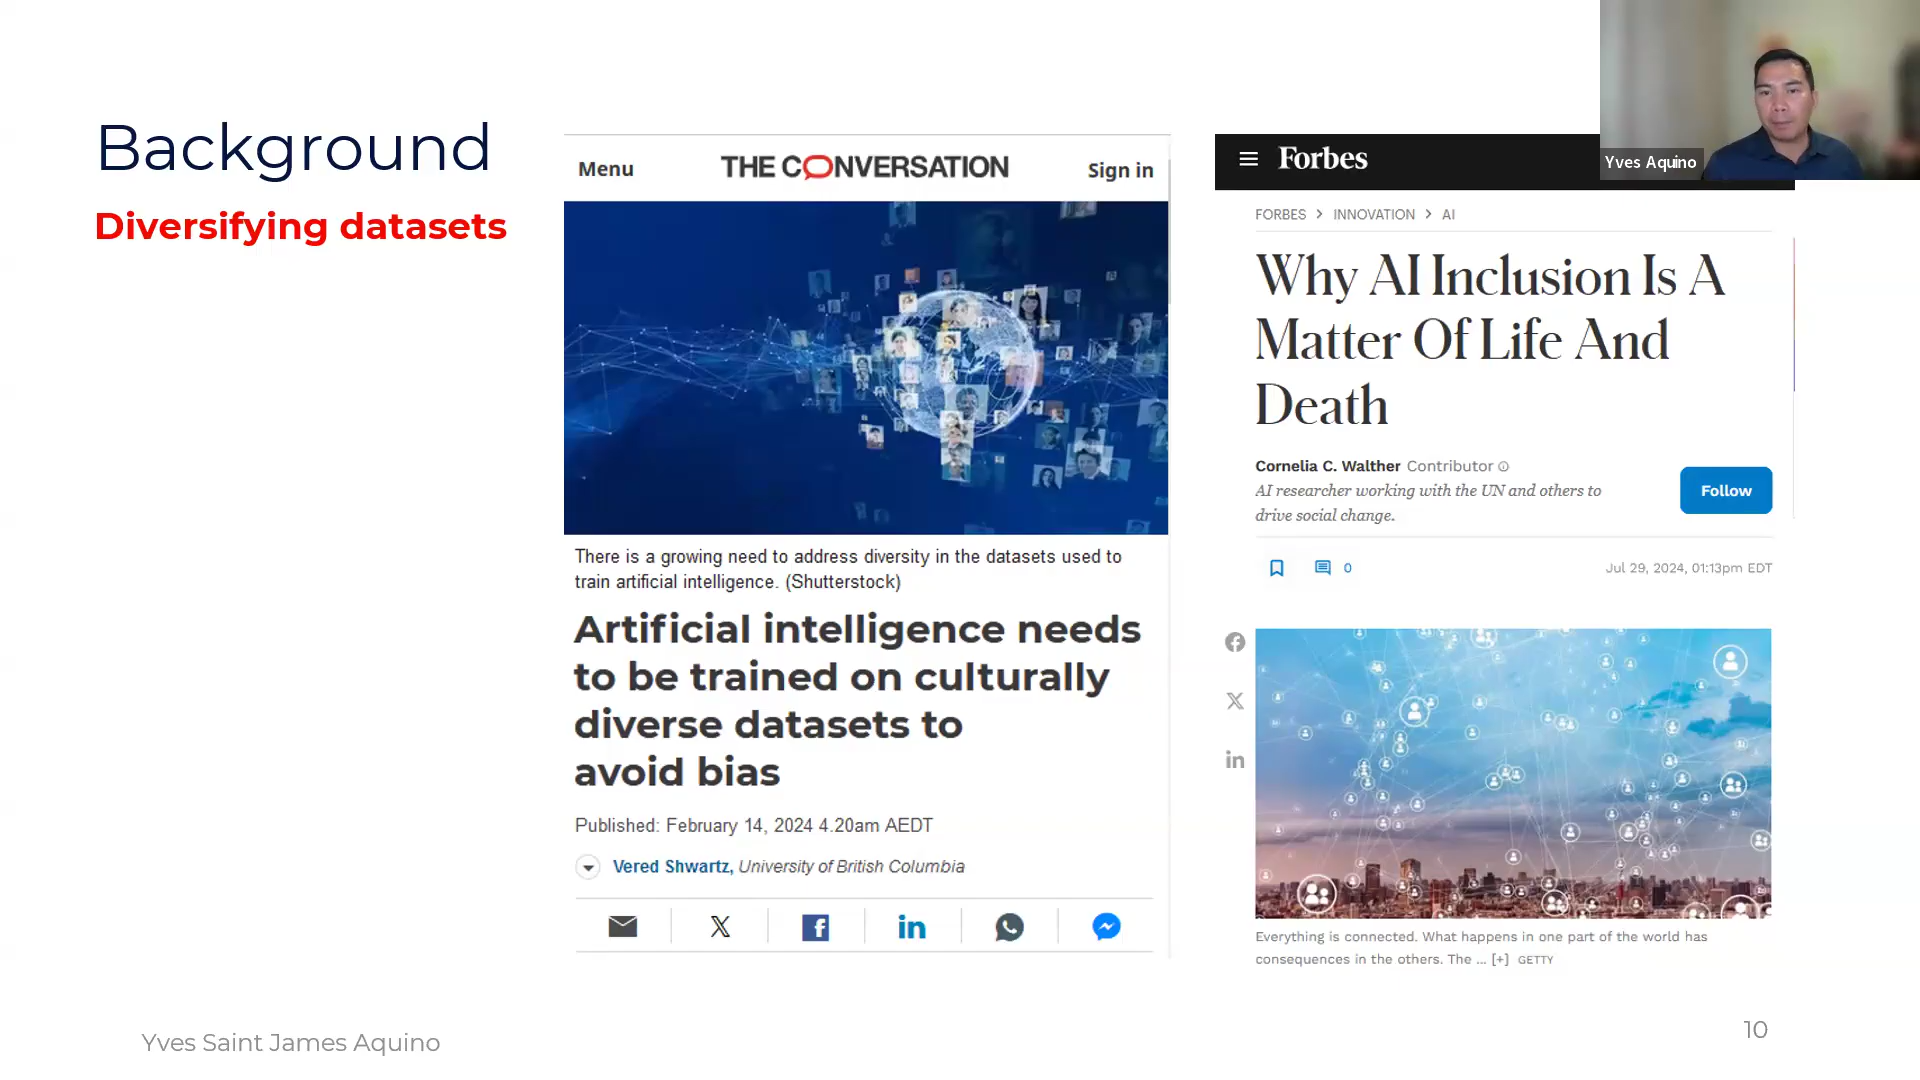 Background
Diversifying datasets
Menu
THE CONVERSATION
Sign in
There is a growing need to address diversity in the datasets used to
train artificial intelligence. (Shutterstock)
Artificial intelligence needs
to be trained on culturally
diverse datasets to
avoid bias
Published: February 14, 2024 4.20am AEDT
Vered Shwartz, University of British Columbia
Forbes
FORBES > INNOVATION > AI
Why AI Inclusion Is A
Matter Of Life And
Death
Cornelia C. Walther Contributor
AI researcher working with the UN and others to
drive social change.
Follow
0
Jul 29, 2024, 01:13pm EDT
Everything is connected. What happens in one part of the world has
consequences in the others. The ... [+] GETTY
Yves Aquino
Yves Saint James Aquino
10